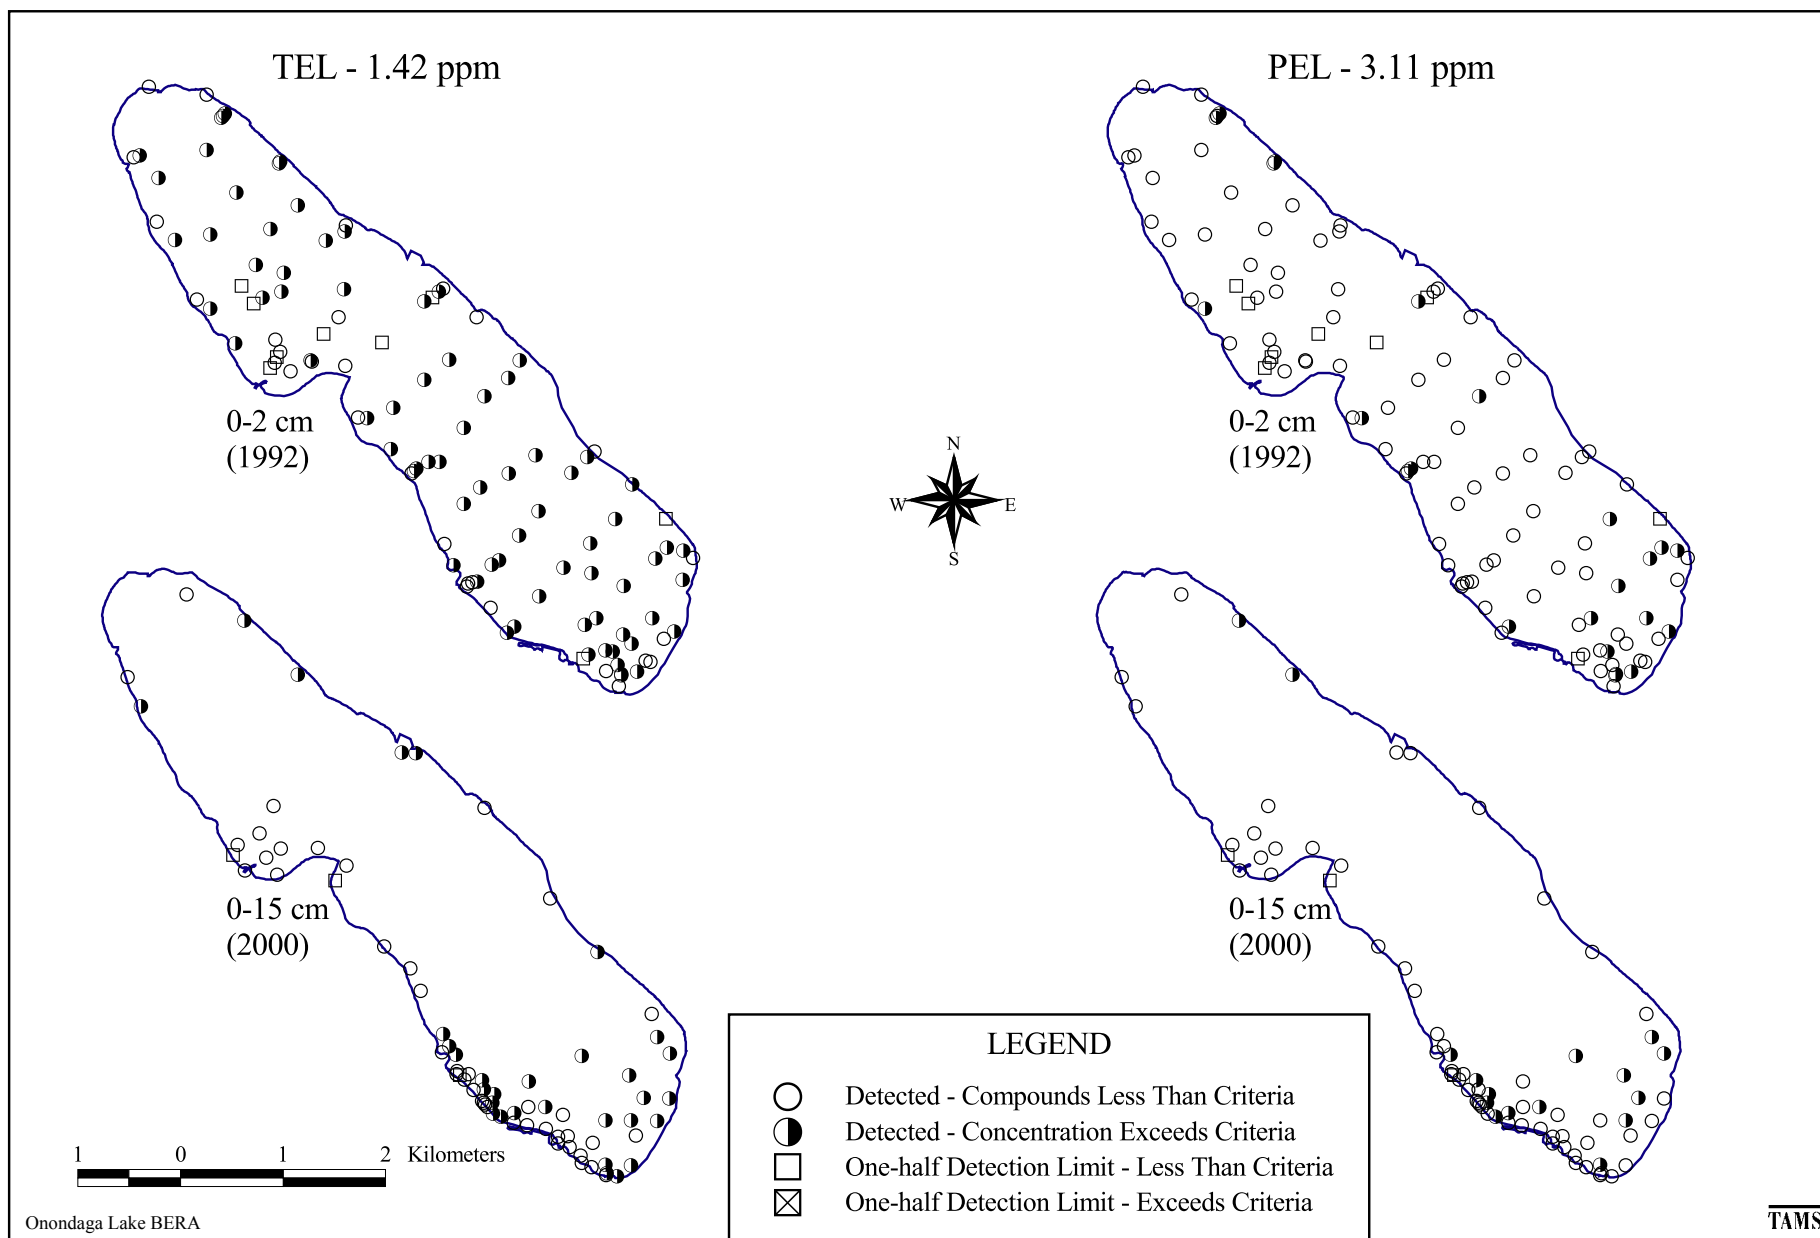 TEL - 1.42 ppm
PEL - 3.11 ppm
0-2 cm
(1992)
0-2 cm
(1992)
N
W
E
S
0-15 cm
(2000)
0-15 cm
(2000)
LEGEND
Detected - Compounds Less Than Criteria
Detected - Concentration Exceeds Criteria
One-half Detection Limit - Less Than Criteria
One-half Detection Limit - Exceeds Criteria
1 0 1 2 Kilometers
Onondaga Lake BERA
TAMS